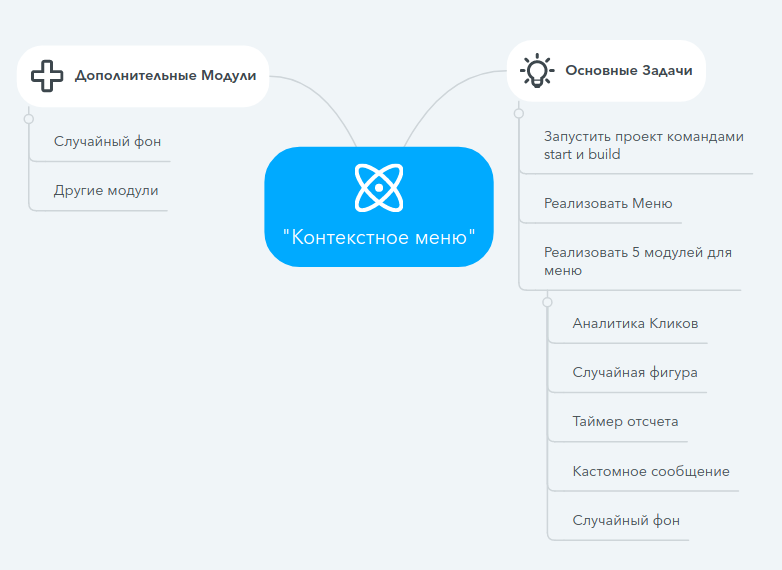 Дополнительные Модули
Случайный фон
Другие модули
"Контекстное меню"
Основные Задачи
Запустить проект командами
start и build
Реализовать Меню
Реализовать 5 модулей для
меню
Аналитика Кликов
Случайная фигура
Таймер отсчета
Кастомное сообщение
Случайный фон